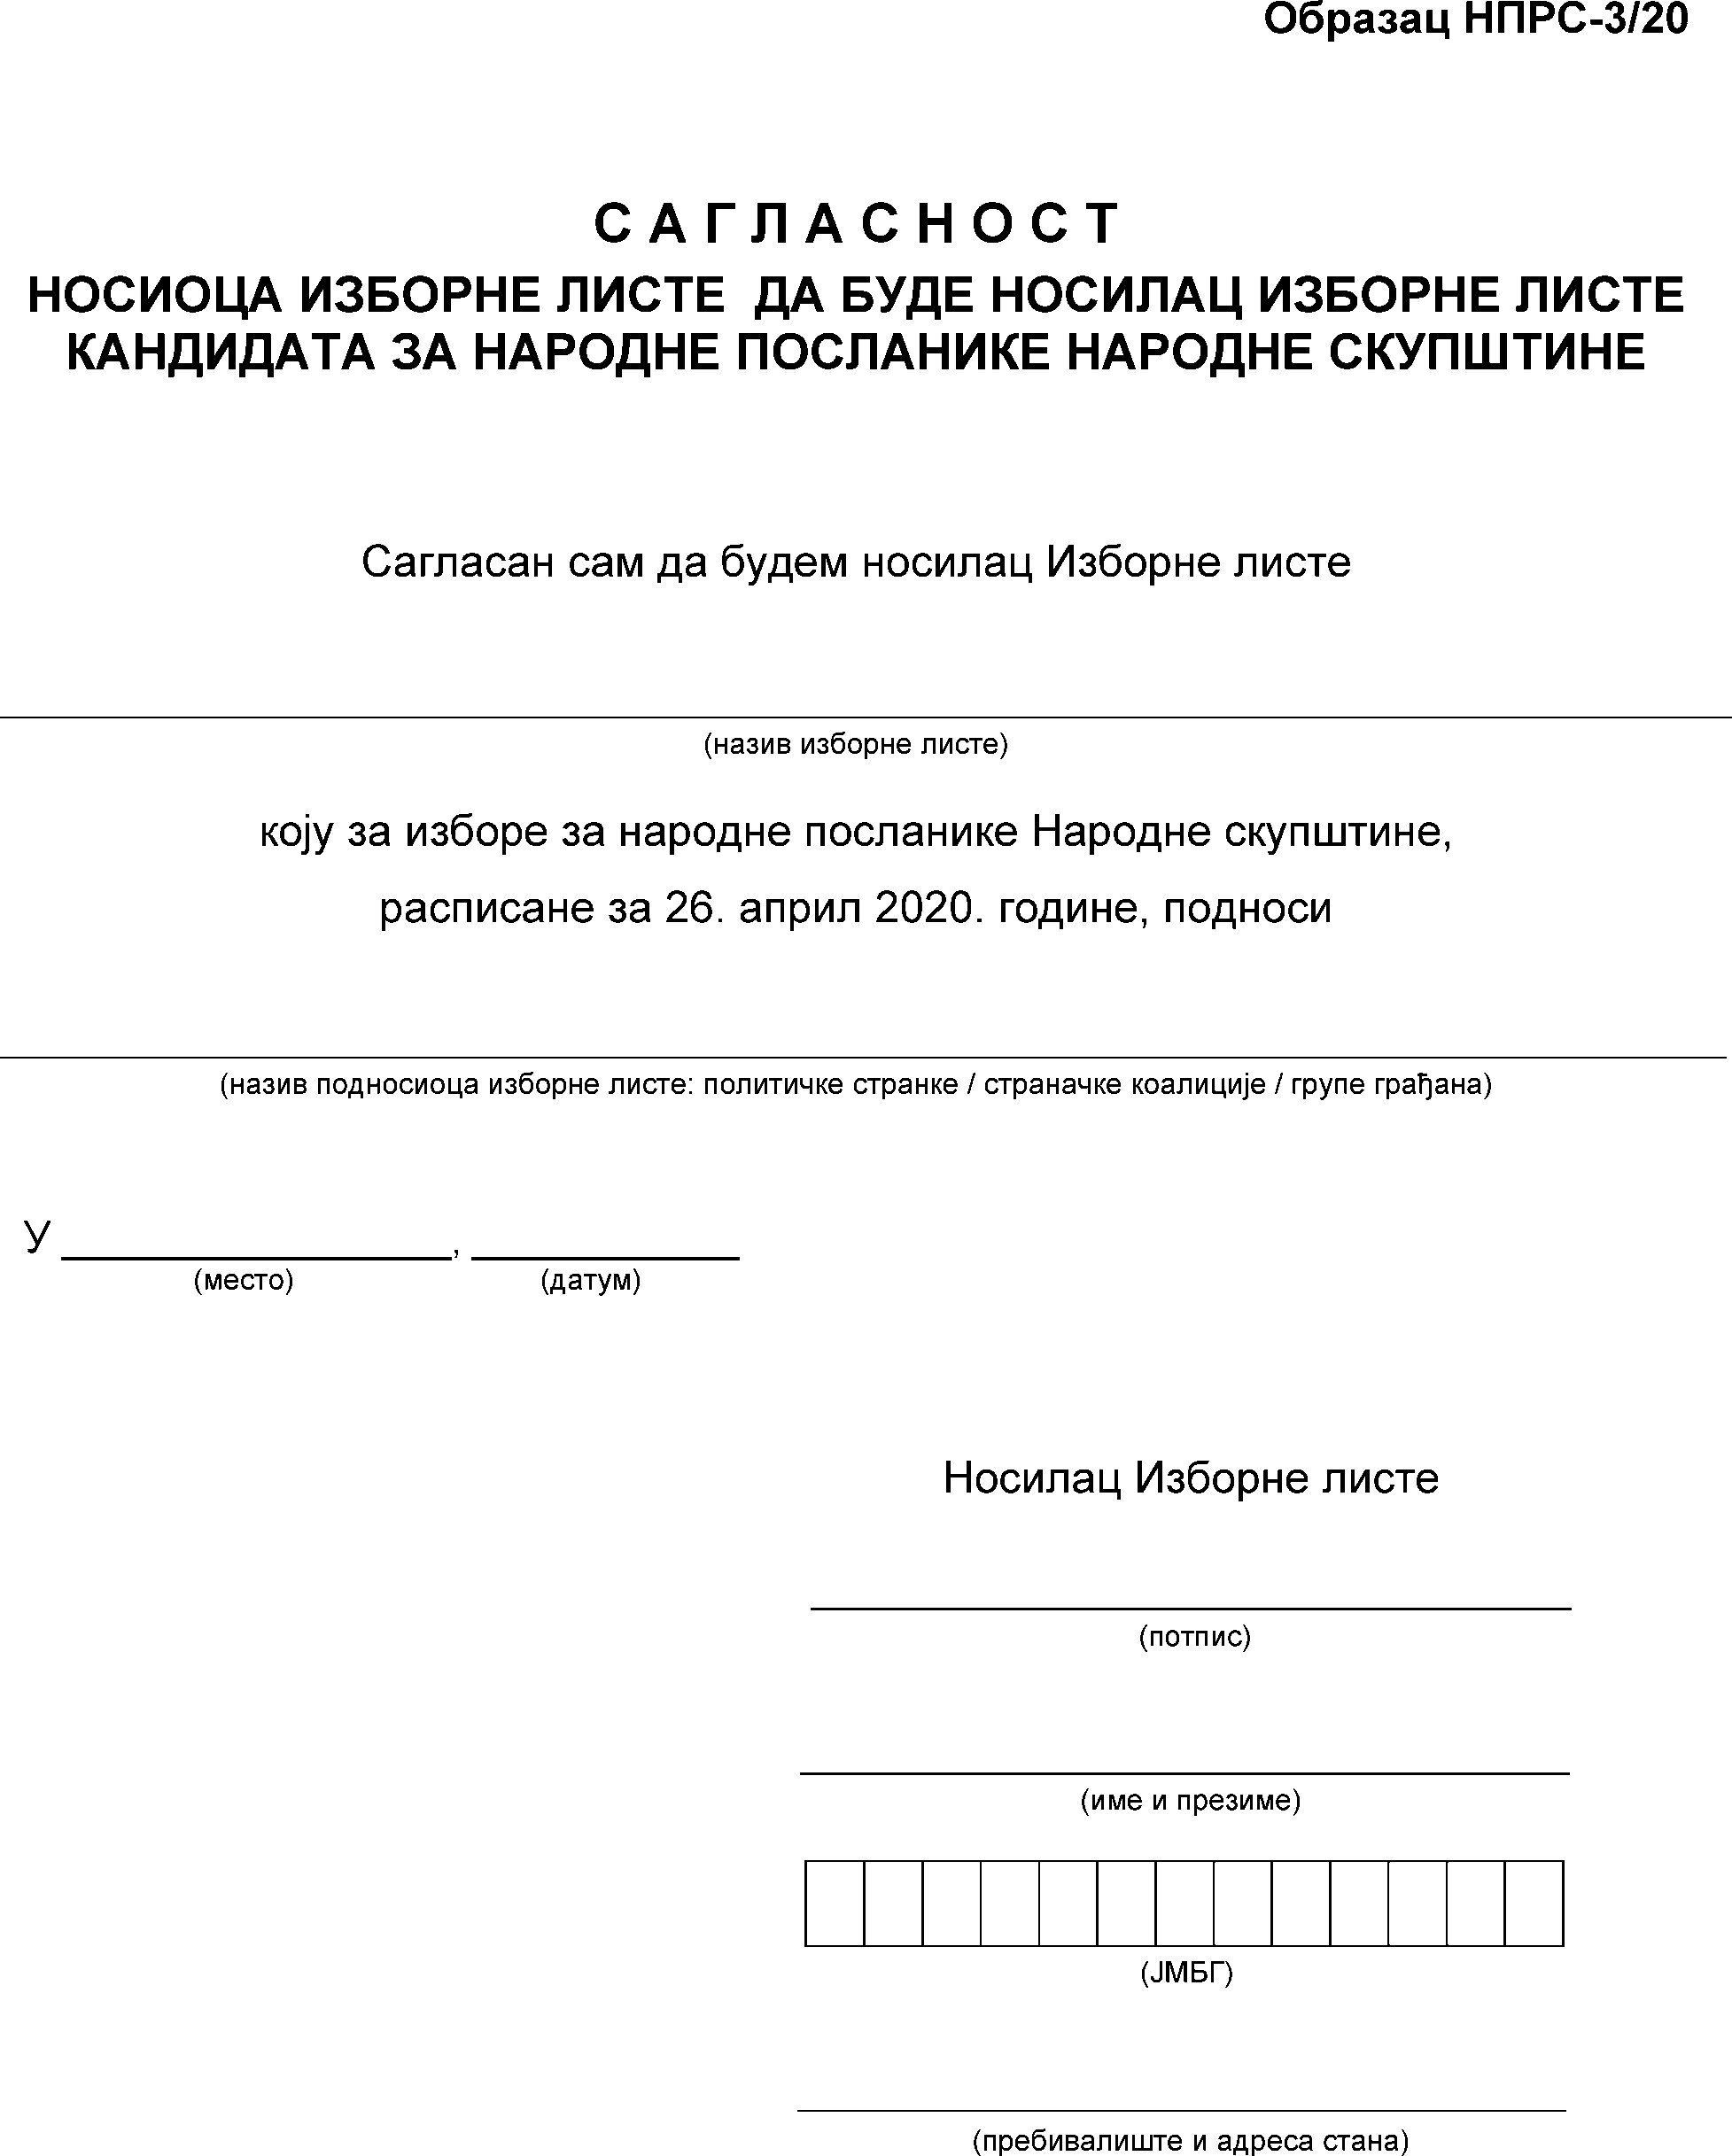 Образац НПРС-3/20
С А Г Л А С Н О С Т
НОСИОЦА ИЗБОРНЕ ЛИСТЕ ДА БУДЕ НОСИЛАЦ ИЗБОРНЕ ЛИСТЕ
КАНДИДАТА ЗА НАРОДНЕ ПОСЛАНИКЕ НАРОДНЕ СКУПШТИНЕ
Сагласан сам да будем носилац Изборне листе
(назив изборне листе)
коју за изборе за народне посланике Народне скупштине,
расписане за 26. април 2020. године, подноси
(назив подносиоца изборне листе: политичке странке / страначке коалиције / групе грађана)
У ________________, ___________
(место) (датум)
Носилац Изборне листе
(потпис)
(име и презиме)
(ЈМБГ)
(пребивалиште и адреса стана)